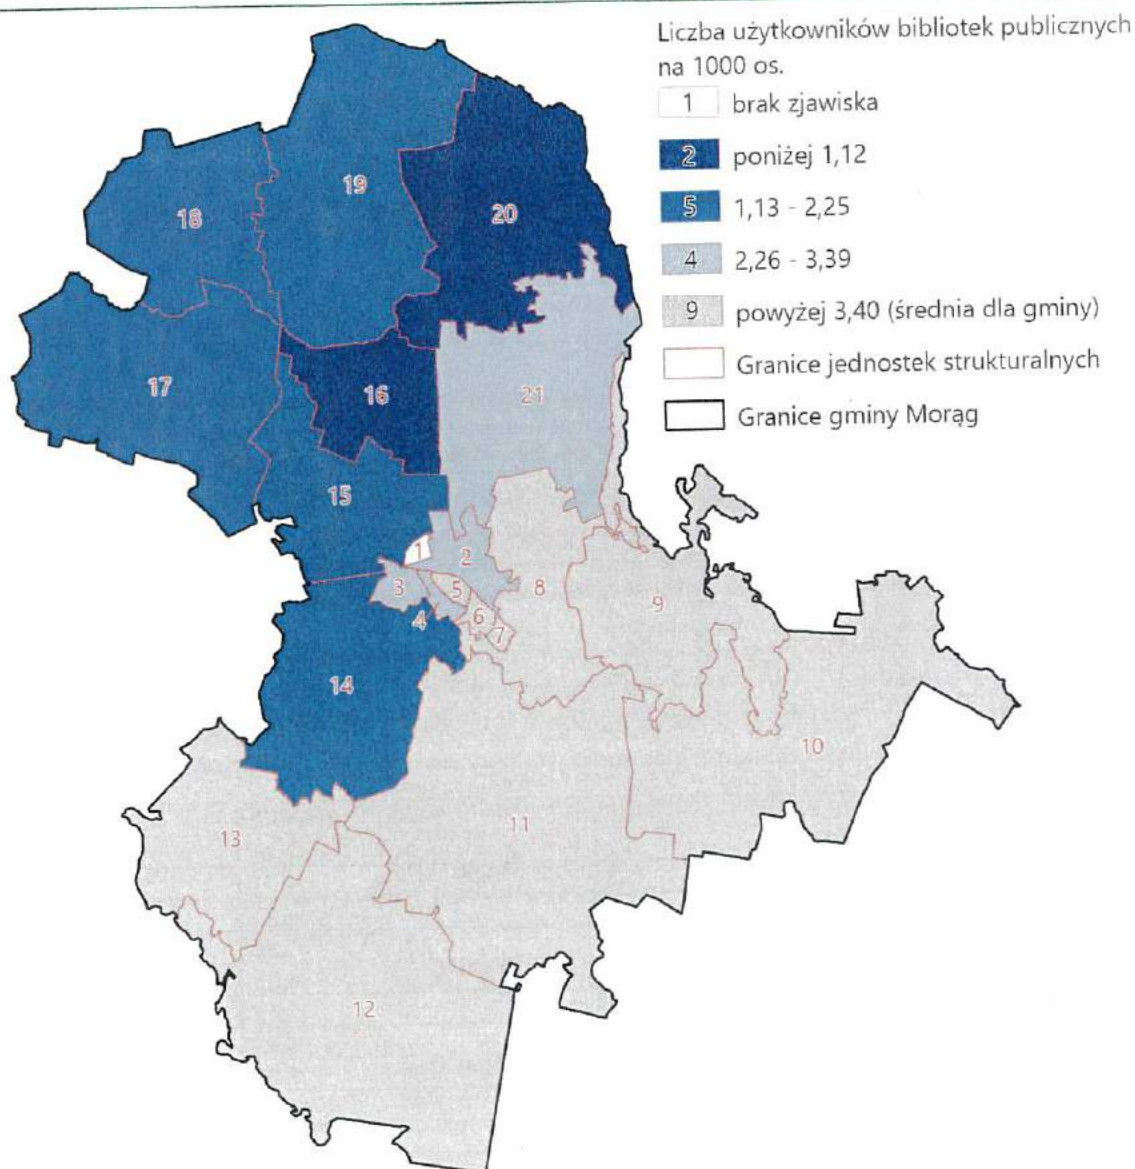 Liczba użytkowników bibliotek publicznych
na 1000 os.
1 brak zjawiska
2 poniżej 1,12
5 1,13 - 2,25
4 2,26 - 3,39
9 powyżej 3,40 (średnia dla gminy)
Granice jednostek strukturalnych
Granice gminy Morąg
19
18
20
17
16
21
15
1
2
3
5
8
9
4
6
7
14
10
11
13
12